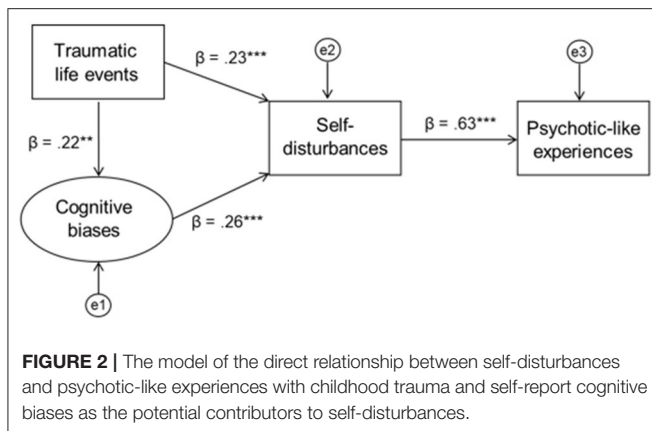 Traumatic
life events
β = .23***
e2
e3
Self-
disturbances
β = .63***
Psychotic-like
experiences
β = .22**
Cognitive
biases
β = .26***
e1
FIGURE 2 | The model of the direct relationship between self-disturbances
and psychotic-like experiences with childhood trauma and self-report cognitive
biases as the potential contributors to self-disturbances.